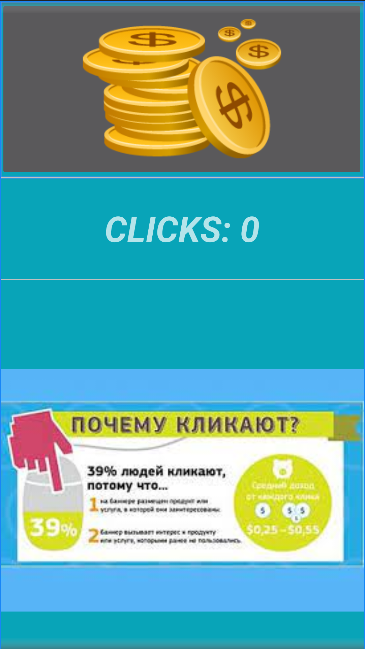 CLICKS: 0
ПОЧЕМУ КЛИКАЮТ?
39% людей кликают,
потому что...
1 на баннере размещен продукт или
услуга, в которой они заинтересованы.
2 Баннер вызывает интерес к продукту
или услуге, которыми ранее не пользовались.
39%
Средний доход
от каждого клика
$ $ $
$0,25-$0,55